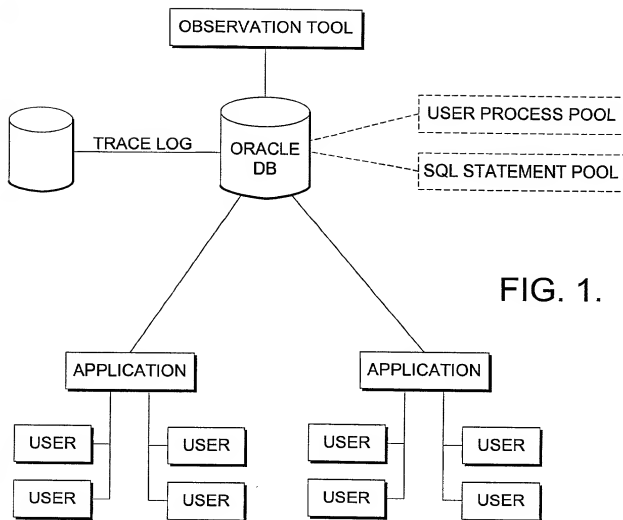 OBSERVATION TOOL
USER PROCESS POOL
TRACE LOG
ORACLE
DB
SQL STATEMENT POOL
FIG. 1.
APPLICATION
APPLICATION
USER
USER
USER
USER
USER
USER
USER
USER